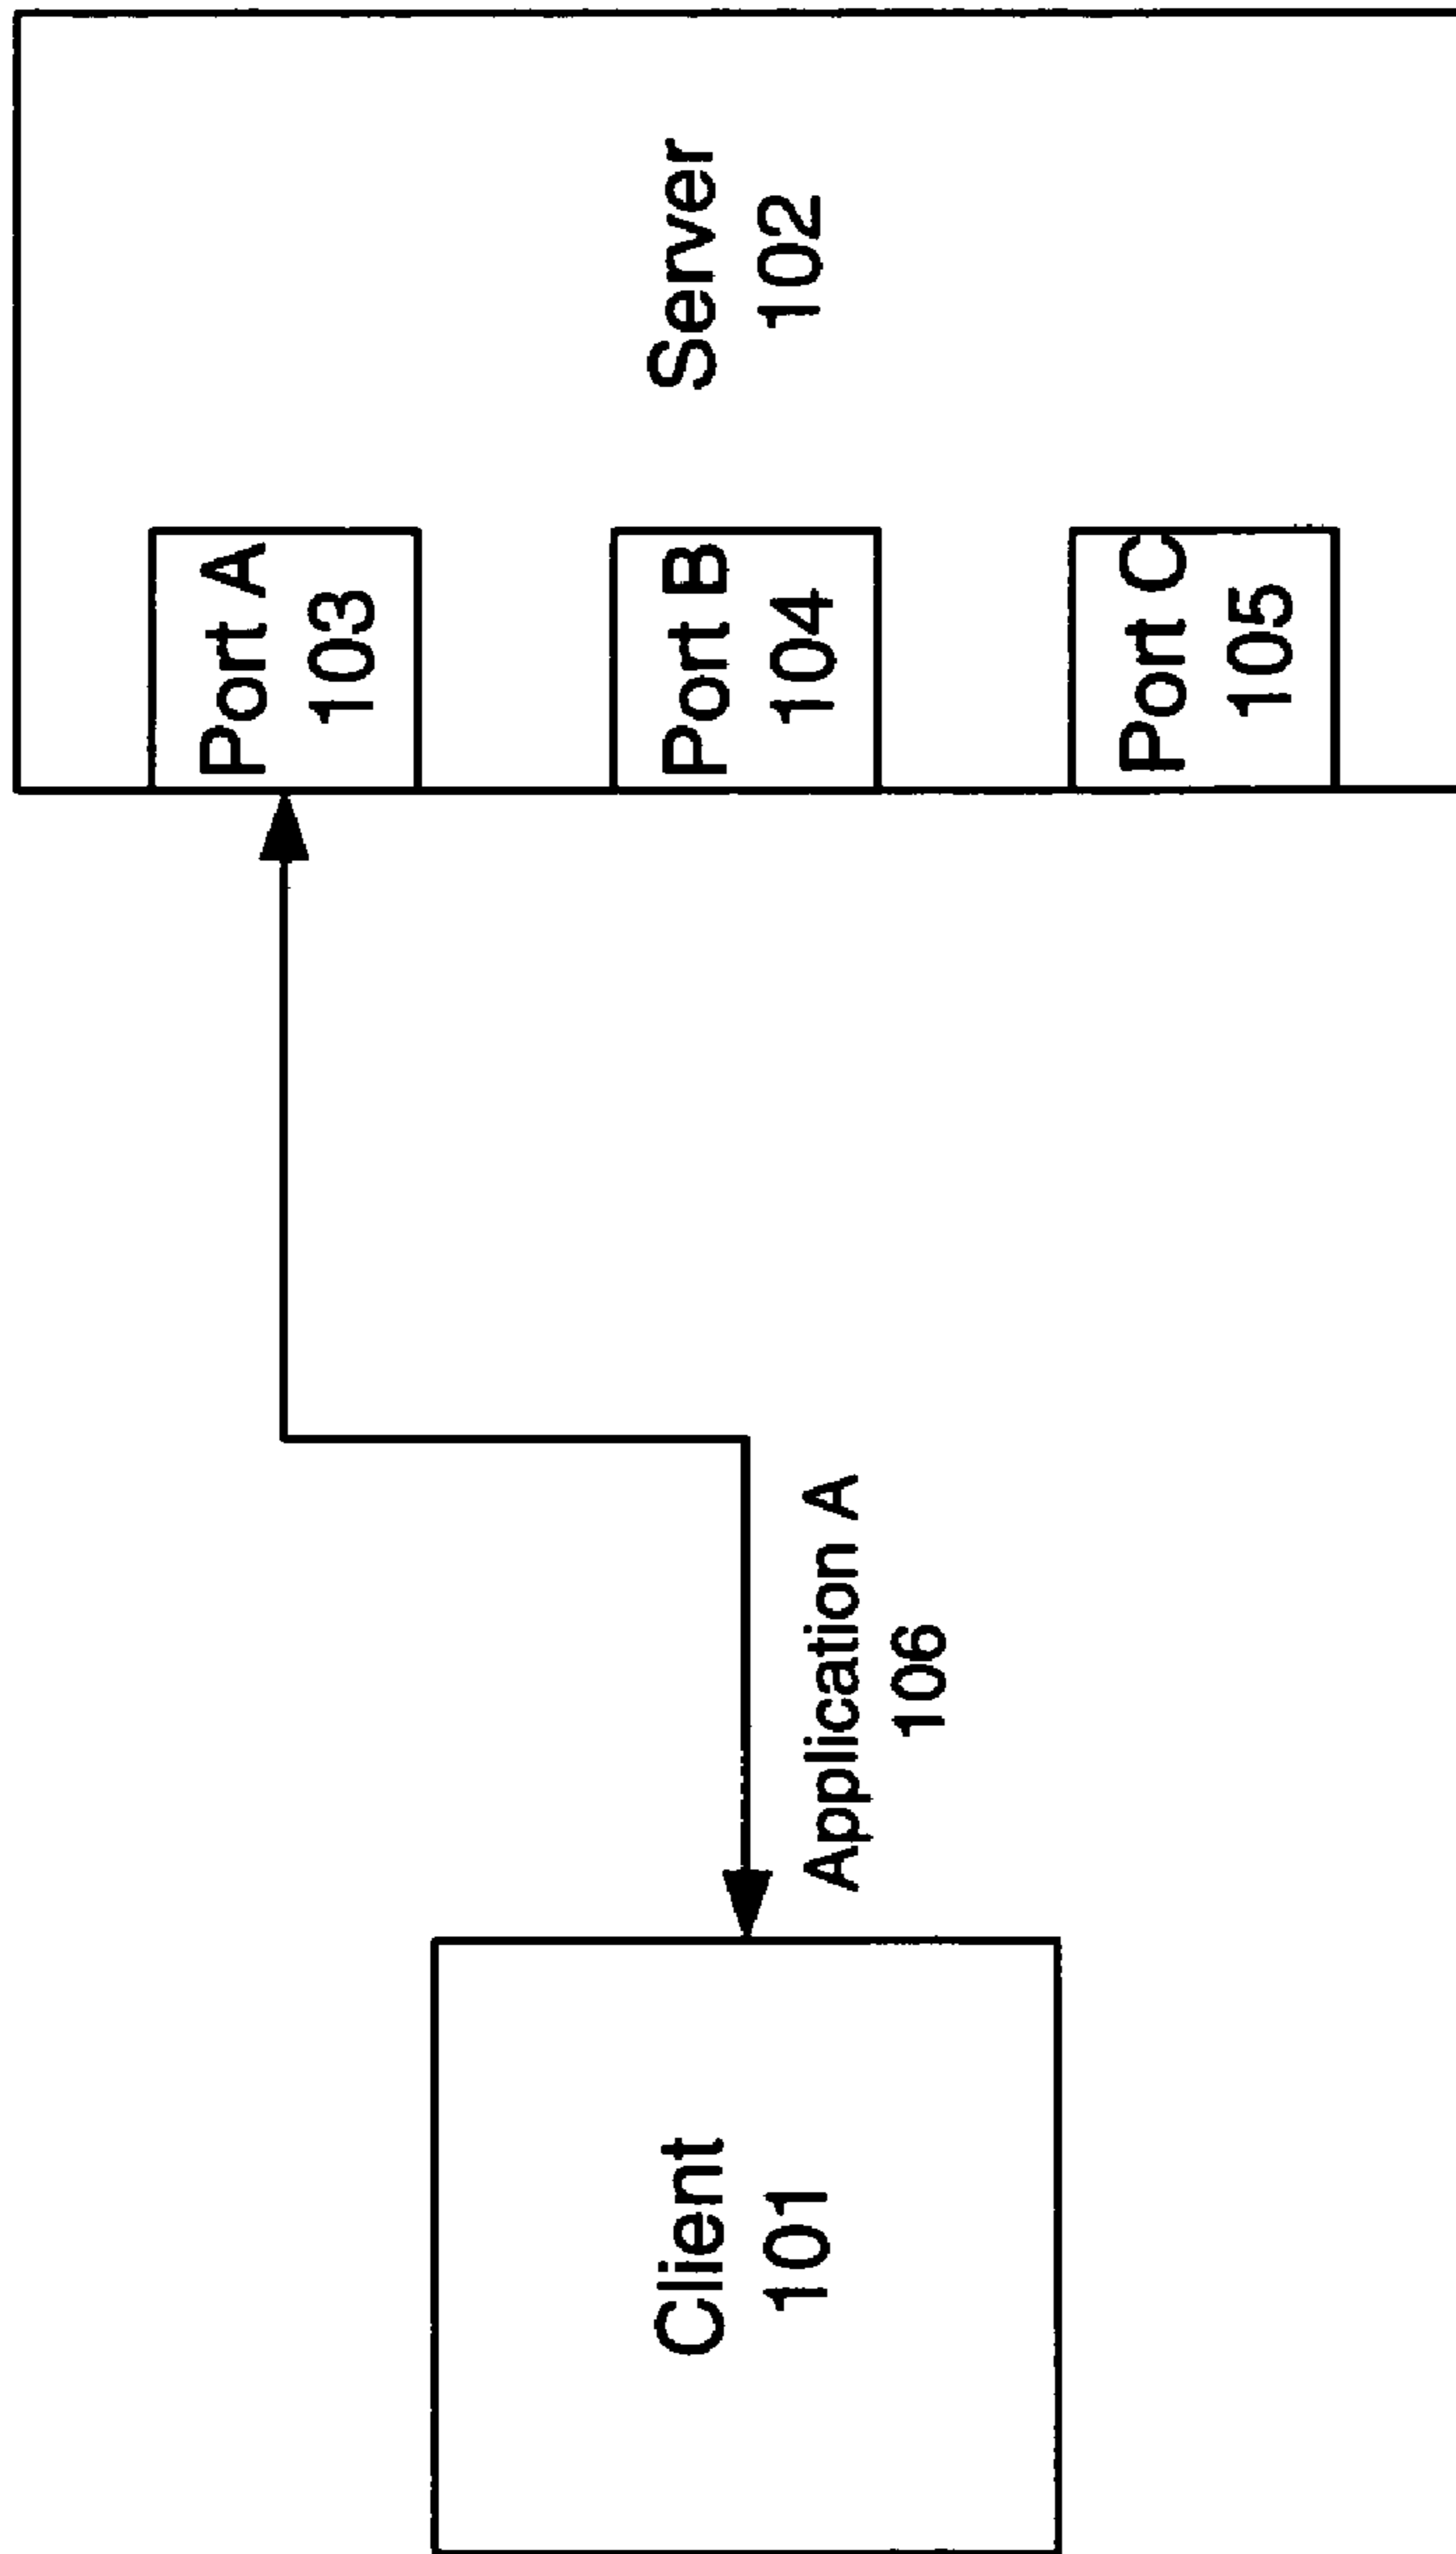 Client
101
Application A
106
Server
102
Port A
103
Port B
104
Port C
105